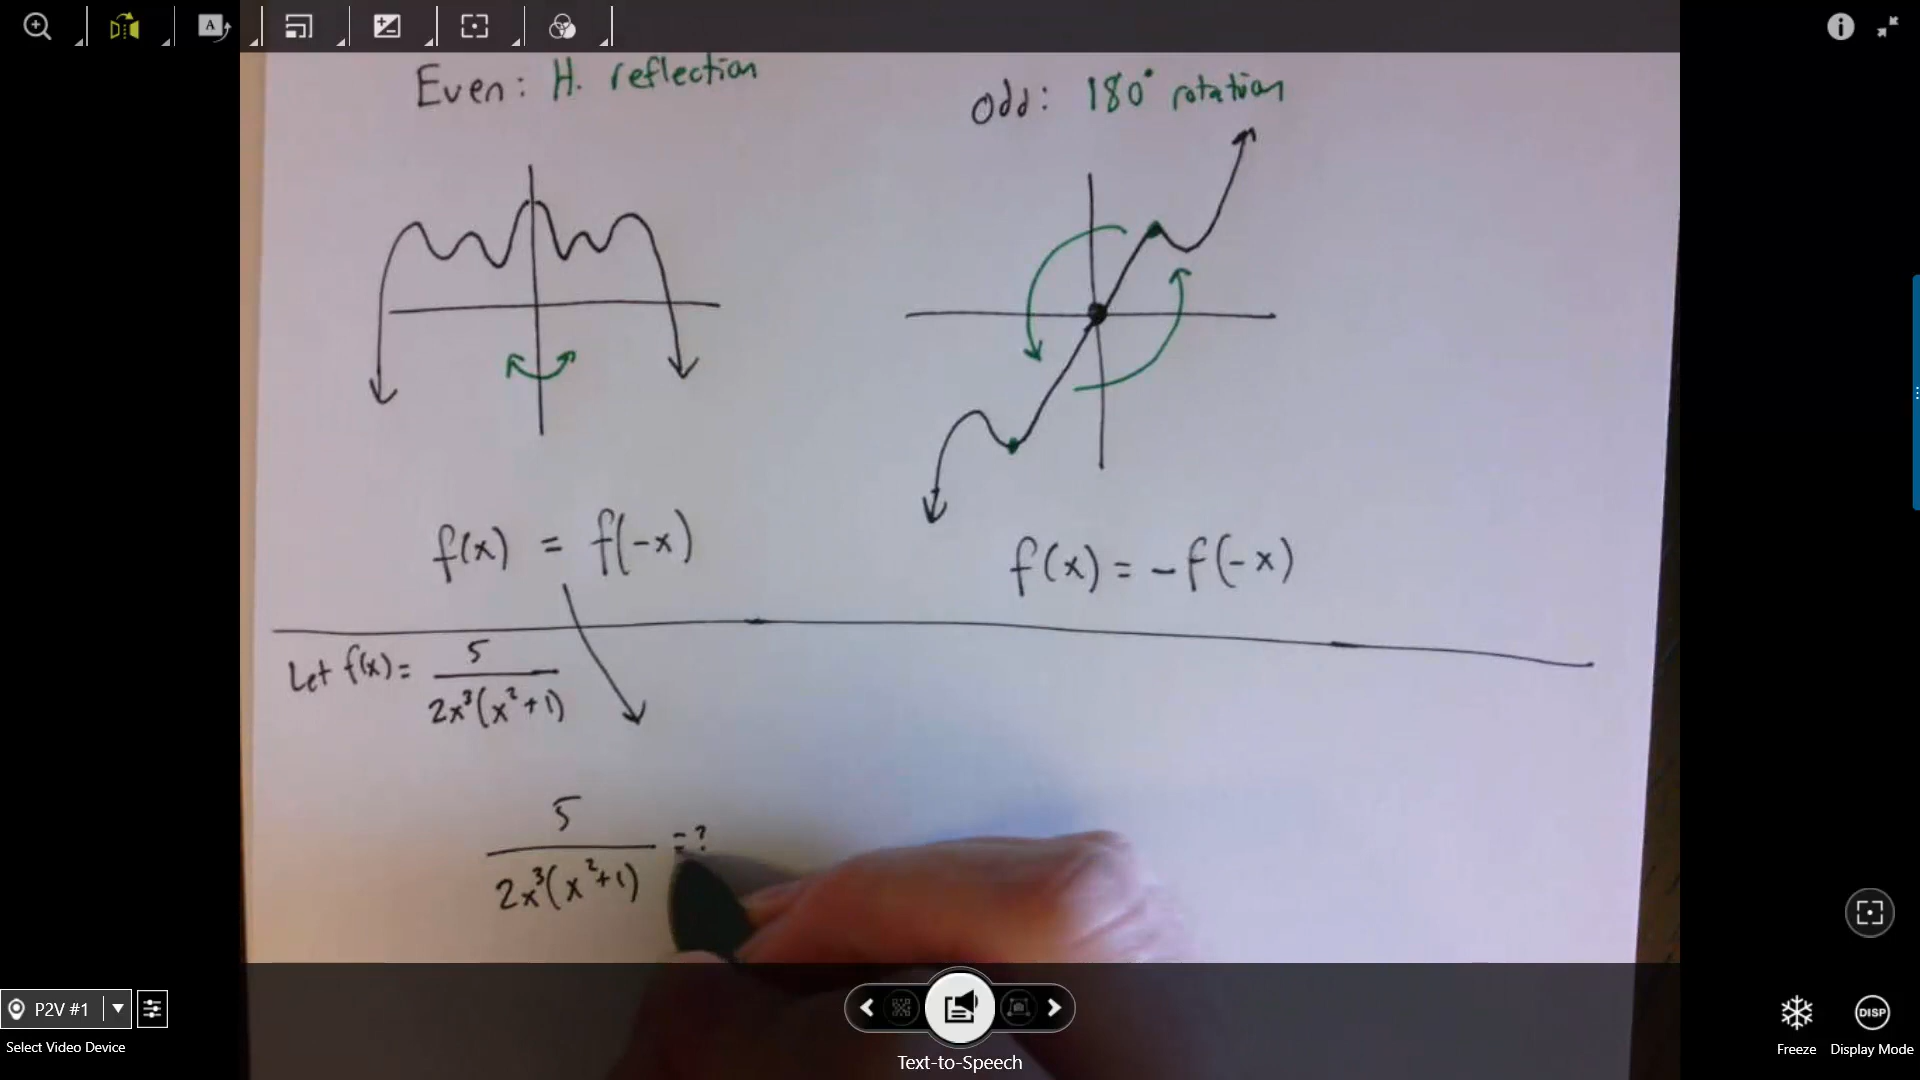 Even: H. reflection
Odd: 180° rotation
f(x) = f(-x)
f(x) = -f(-x)
Let f(x) = 5/(2x³(x²+1))
5/(2x³(x²+1)) =?
P2V #1
Select Video Device
Text-to-Speech
Freeze
DISP
Display Mode
A